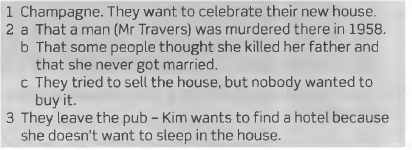 1 Champagne. They want to celebrate their new house.
2 a That a man (Mr Travers) was murdered there in 1958.
b That some people thought she killed her father and
that she never got married.
c They tried to sell the house, but nobody wanted to
buy it.
3 They leave the pub – Kim wants to find a hotel because
she doesn't want to sleep in the house.